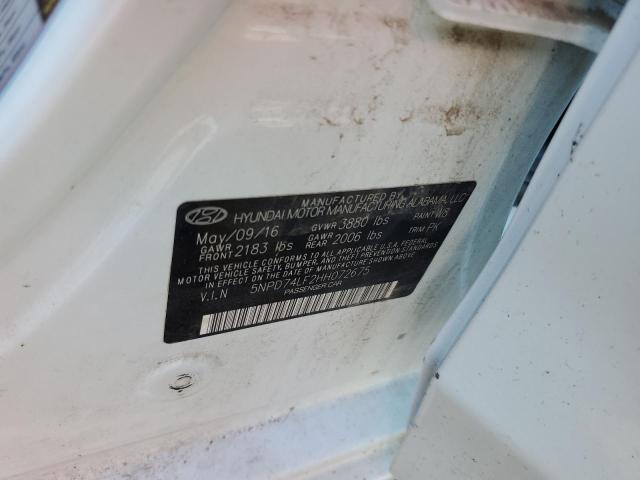 MANUFACTURED BY
HYUNDAI MOTOR MANUFACTURING ALABAMA, LLC
May/09/16 GVWR 3880 lbs PAINT
GAWR FRONT 2183 lbs GAWR REAR 2006 lbs TRIM PK
THIS VEHICLE CONFORMS TO ALL APPLICABLE U.S.A. FEDERAL
MOTOR VEHICLE SAFETY, BUMPER, AND THEFT PREVENTION STANDARDS
IN EFFECT ON THE DATE OF MANUFACTURE SHOWN ABOVE.
V.I.N 5NPD74LF2HH072675
PASSENGER CAR